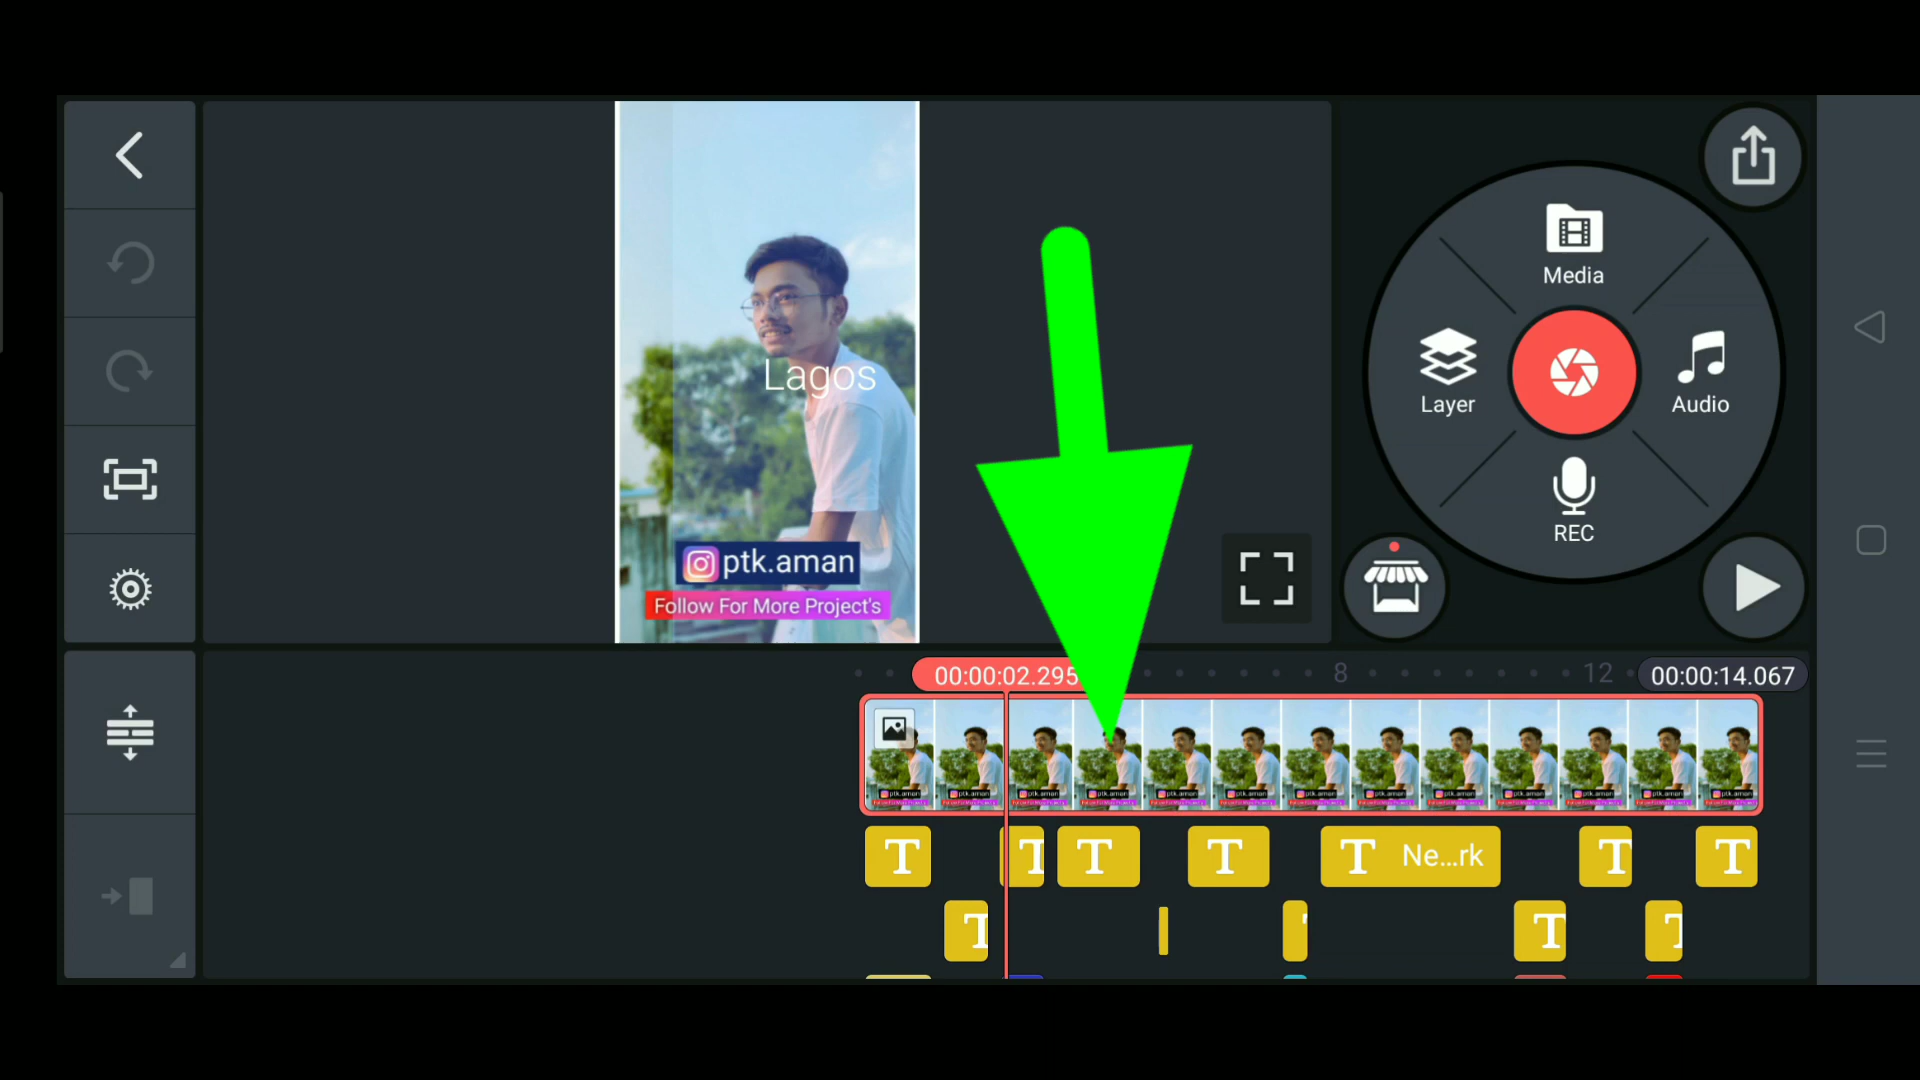 Media
Lagos
Layer
Audio
REC
ptk.aman
Follow For More Project's
00:00:02.295
8
12
00:00:14.067
T
T
T
T
T Ne...rk
T
T
T
T